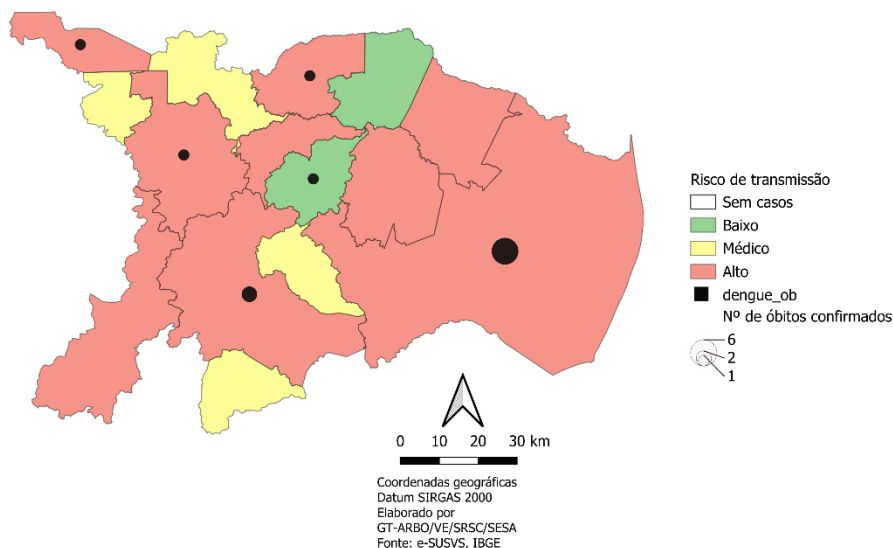 Risco de transmissão
Sem casos
Baixo
Médico
Alto
dengue_ob
Nº de óbitos confirmados
6
2
1
0 10 20 30 km
Coordenadas geográficas
Datum SIRGAS 2000
Elaborado por
GT-ARBO/VE/SRSC/SESA
Fonte: e-SUSVS. IBGE